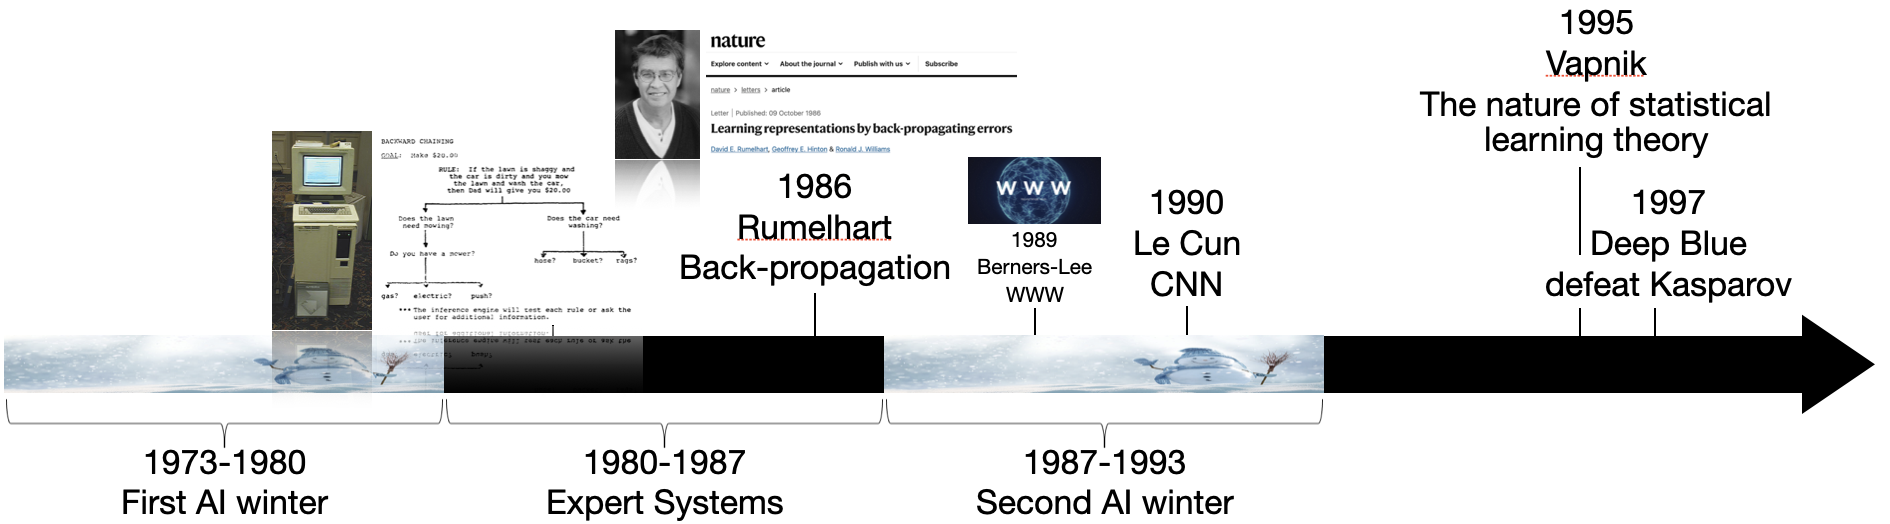 BACKWARD CHAINING
GOAL: Make $20.00
RULE: If the lawn is shaggy and
the car is dirty and you mow
the lawn and wash the car,
then Dad will give you $20.00
Does the lawn
need mowing?
Does the car need
washing?
Do you have a mower?
hose? bucket? rags?
gas? electric? push?
*** The inference engine will test each rule or ask the
user for additional information.
nature
Explore content About the journal Publish with us Subscribe
nature > letters > article
Letter | Published: 09 October 1986
Learning representations by back-propagating errors
David E. Rumelhart, Geoffrey E. Hinton & Ronald J. Williams
1986
Rumelhart
Back-propagation
WWW
1989
Berners-Lee
WWW
1990
Le Cun
CNN
1995
Vapnik
The nature of statistical
learning theory
1997
Deep Blue
defeat Kasparov
1973-1980
First AI winter
1980-1987
Expert Systems
1987-1993
Second AI winter